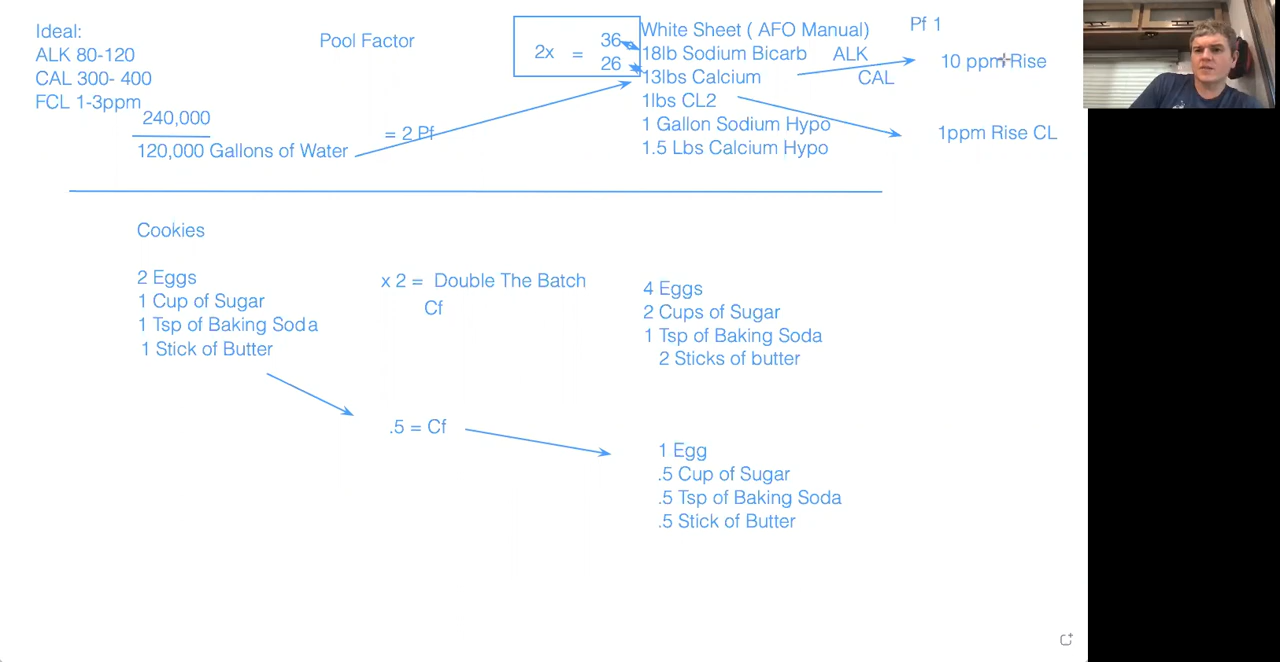 Ideal:
ALK 80-120
CAL 300- 400
FCL 1-3ppm
240,000
120,000 Gallons of Water
Pool Factor
= 2 Pf
2x = 36
26
White Sheet ( AFO Manual)
18lb Sodium Bicarb ALK
13lbs Calcium CAL
1lbs CL2
1 Gallon Sodium Hypo
1.5 Lbs Calcium Hypo
Pf 1
10 ppm Rise
1ppm Rise CL
Cookies
2 Eggs
1 Cup of Sugar
1 Tsp of Baking Soda
1 Stick of Butter
x 2 = Double The Batch
Cf
4 Eggs
2 Cups of Sugar
1 Tsp of Baking Soda
2 Sticks of butter
.5 = Cf
1 Egg
.5 Cup of Sugar
.5 Tsp of Baking Soda
.5 Stick of Butter